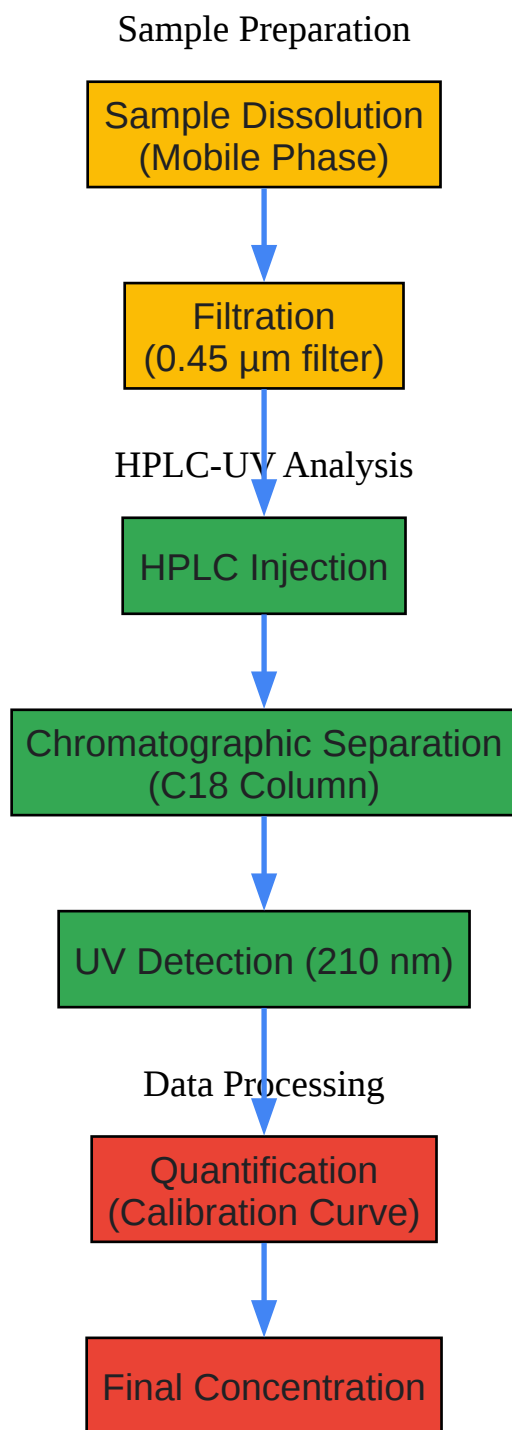 Sample Preparation
Sample Dissolution
(Mobile Phase)
Filtration
(0.45 µm filter)
HPLC-UV Analysis
HPLC Injection
Chromatographic Separation
(C18 Column)
UV Detection (210 nm)
Data Processing
Quantification
(Calibration Curve)
Final Concentration